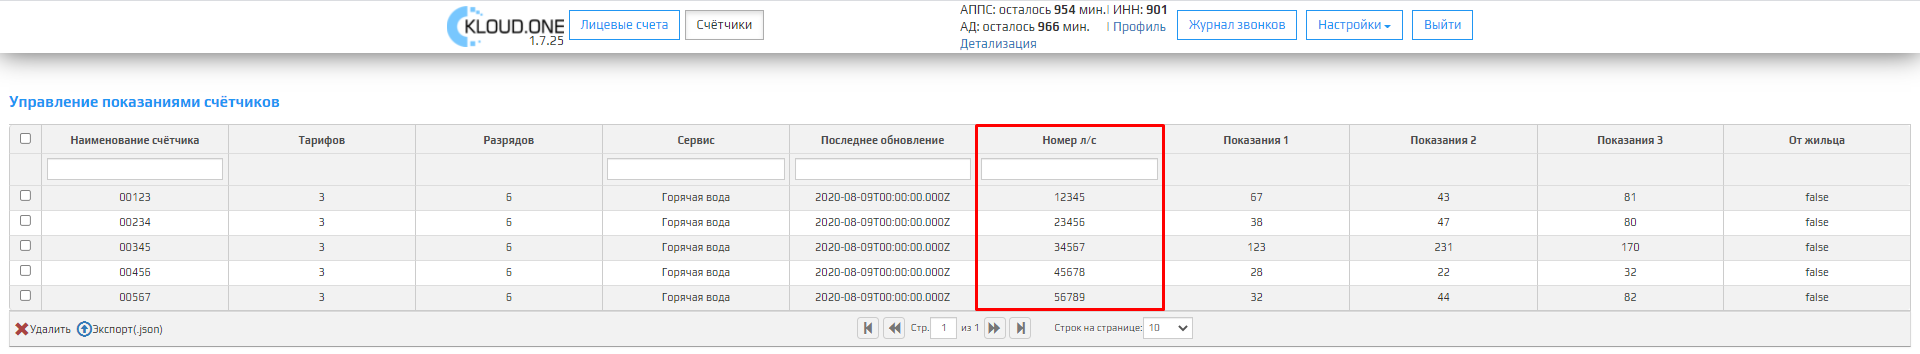 KLOUD.ONE
1.7.25
Лицевые счета
Счётчики
АППС: осталось 954 мин.| ИНН: 901
АД: осталось 966 мин. | Профиль
Детализация
Журнал звонков
Настройки
Выйти
Управление показаниями счётчиков
Наименование счётчика Тарифов Разрядов Сервис Последнее обновление Номер л/с Показания 1 Показания 2 Показания 3 От жильца
00123 3 6 Горячая вода 2020-08-09T00:00:00.000Z 12345 67 43 81 false
00234 3 6 Горячая вода 2020-08-09T00:00:00.000Z 23456 38 47 80 false
00345 3 6 Горячая вода 2020-08-09T00:00:00.000Z 34567 123 231 170 false
00456 3 6 Горячая вода 2020-08-09T00:00:00.000Z 45678 28 22 32 false
00567 3 6 Горячая вода 2020-08-09T00:00:00.000Z 56789 32 44 82 false
Удалить Экспорт(.json) Стр. 1 из 1 Строк на странице: 10